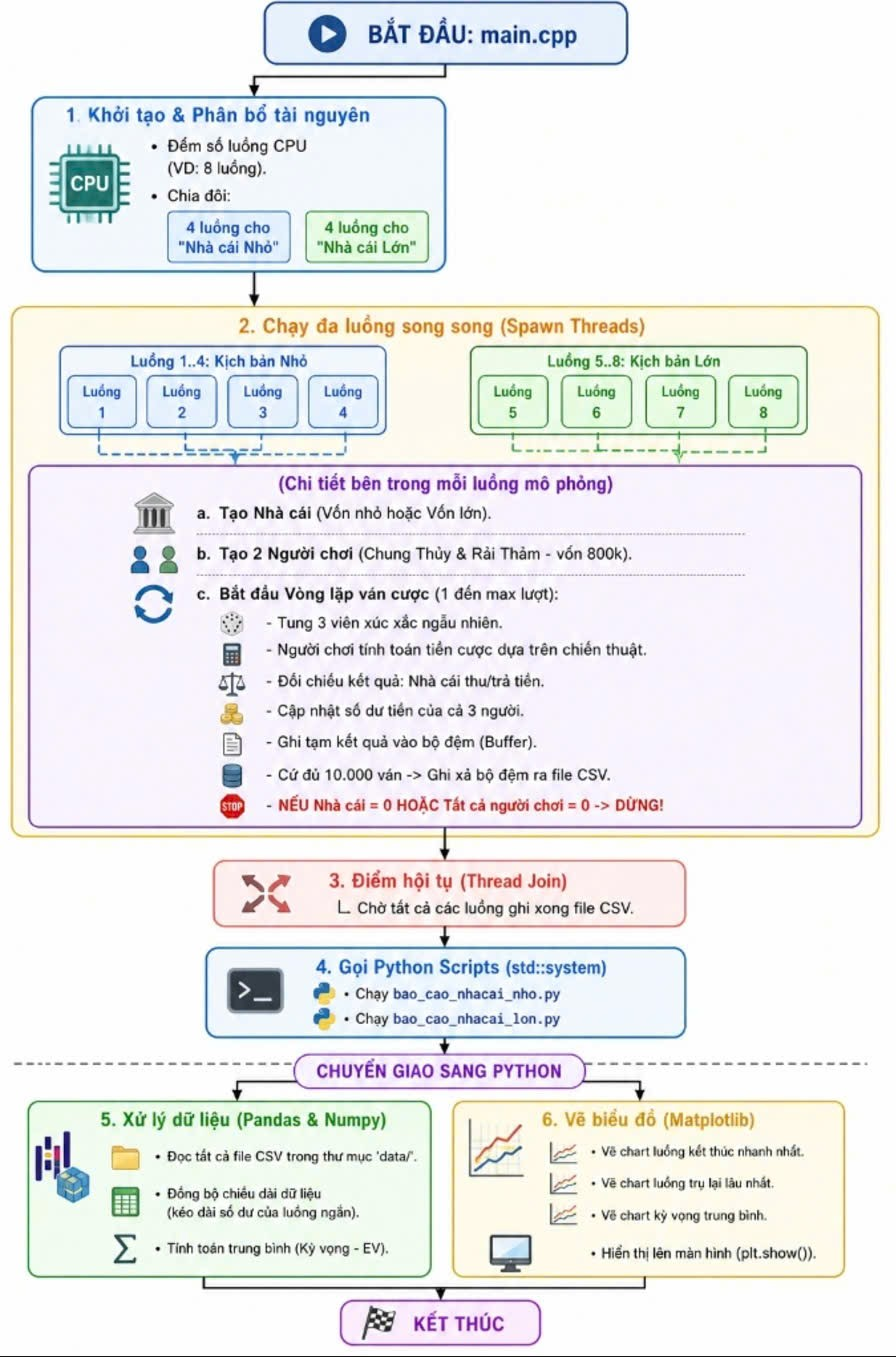 BẮT ĐẦU: main.cpp
1. Khởi tạo & Phân bổ tài nguyên
CPU
• Đếm số luồng CPU
(VD: 8 luồng).
• Chia đôi:
4 luồng cho
"Nhà cái Nhỏ"
4 luồng cho
"Nhà cái Lớn"
2. Chạy đa luồng song song (Spawn Threads)
Luồng 1..4: Kịch bản Nhỏ
Luồng
1
Luồng
2
Luồng
3
Luồng
4
Luồng 5..8: Kịch bản Lớn
Luồng
5
Luồng
6
Luồng
7
Luồng
8
(Chi tiết bên trong mỗi luồng mô phỏng)
a. Tạo Nhà cái (Vốn nhỏ hoặc Vốn lớn).
b. Tạo 2 Người chơi (Chung Thủy & Rải Thảm - vốn 800k).
c. Bắt đầu Vòng lặp ván cược (1 đến max lượt):
- Tung 3 viên xúc xắc ngẫu nhiên.
- Người chơi tính toán tiền cược dựa trên chiến thuật.
- Đối chiếu kết quả: Nhà cái thu/trả tiền.
- Cập nhật số dư tiền của cả 3 người.
- Ghi tạm kết quả vào bộ đệm (Buffer).
- Cứ đủ 10.000 ván -> Ghi xả bộ đệm ra file CSV.
STOP
- NẾU Nhà cái = 0 HOẶC Tất cả người chơi = 0 -> DỪNG!
3. Điểm hội tụ (Thread Join)
Chờ tất cả các luồng ghi xong file CSV.
4. Gọi Python Scripts (std::system)
• Chạy bao_cao_nhacai_nho.py
• Chạy bao_cao_nhacai_lon.py
CHUYỂN GIAO SANG PYTHON
5. Xử lý dữ liệu (Pandas & Numpy)
• Đọc tất cả file CSV trong thư mục 'data/'.
• Đồng bộ chiều dài dữ liệu
(kéo dài số dư của luồng ngắn).
• Tính toán trung bình (Kỳ vọng - EV).
6. Vẽ biểu đồ (Matplotlib)
• Vẽ chart luồng kết thúc nhanh nhất.
• Vẽ chart luồng trụ lại lâu nhất.
• Vẽ chart kỳ vọng trung bình.
• Hiển thị lên màn hình (plt.show()).
KẾT THÚC